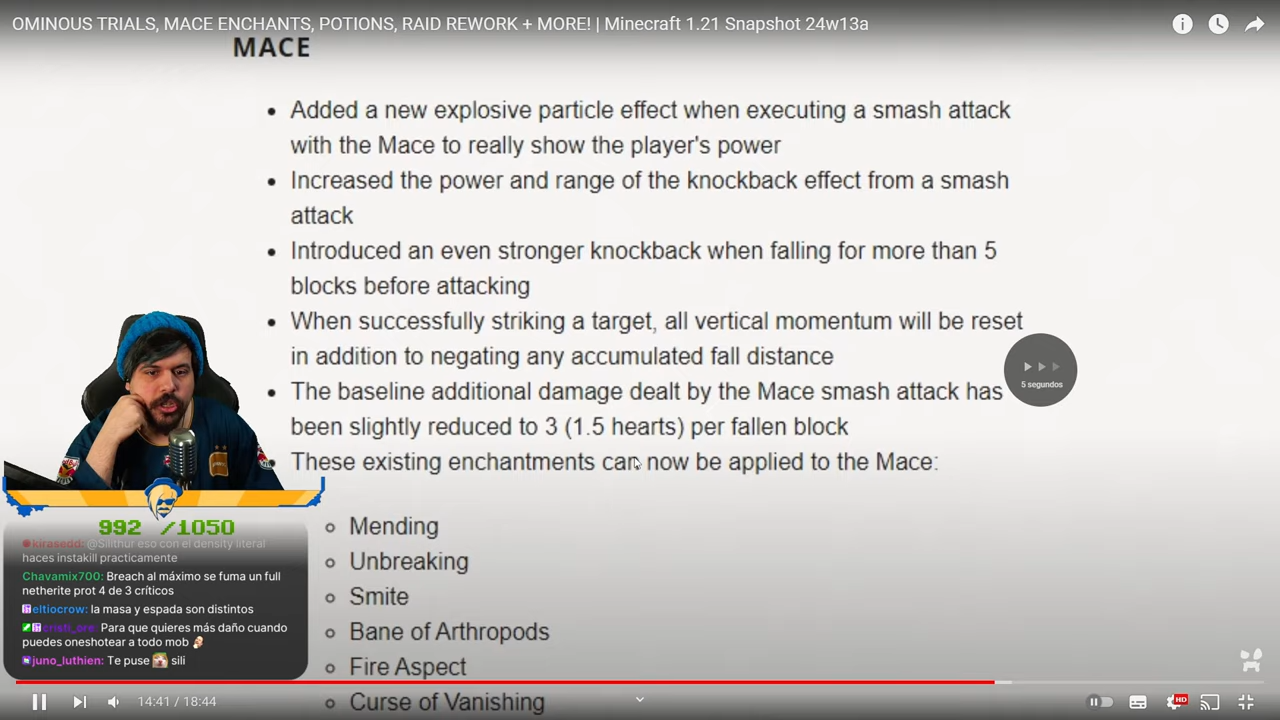 OMINOUS TRIALS, MACE ENCHANTS, POTIONS, RAID REWORK + MORE! | Minecraft 1.21 Snapshot 24w13a
MACE
• Added a new explosive particle effect when executing a smash attack
with the Mace to really show the player's power
• Increased the power and range of the knockback effect from a smash
attack
• Introduced an even stronger knockback when falling for more than 5
blocks before attacking
• When successfully striking a target, all vertical momentum will be reset
in addition to negating any accumulated fall distance
• The baseline additional damage dealt by the Mace smash attack has
been slightly reduced to 3 (1.5 hearts) per fallen block
• These existing enchantments can now be applied to the Mace:
5 segundos
Mending
Unbreaking
Smite
Bane of Arthropods
Fire Aspect
Curse of Vanishing
992 /1050
kirasedd: @Silithur eso con el density literal
haces instakill practicamente
Chavamix700: Breach al máximo se fuma un full
netherite prot 4 de 3 críticos
eltiocrow: la masa y espada son distintos
cristi_ore: Para que quieres más daño cuando
puedes oneshotear a todo mob
juno_luthien: Te puse sili
14:41 / 18:44
HD